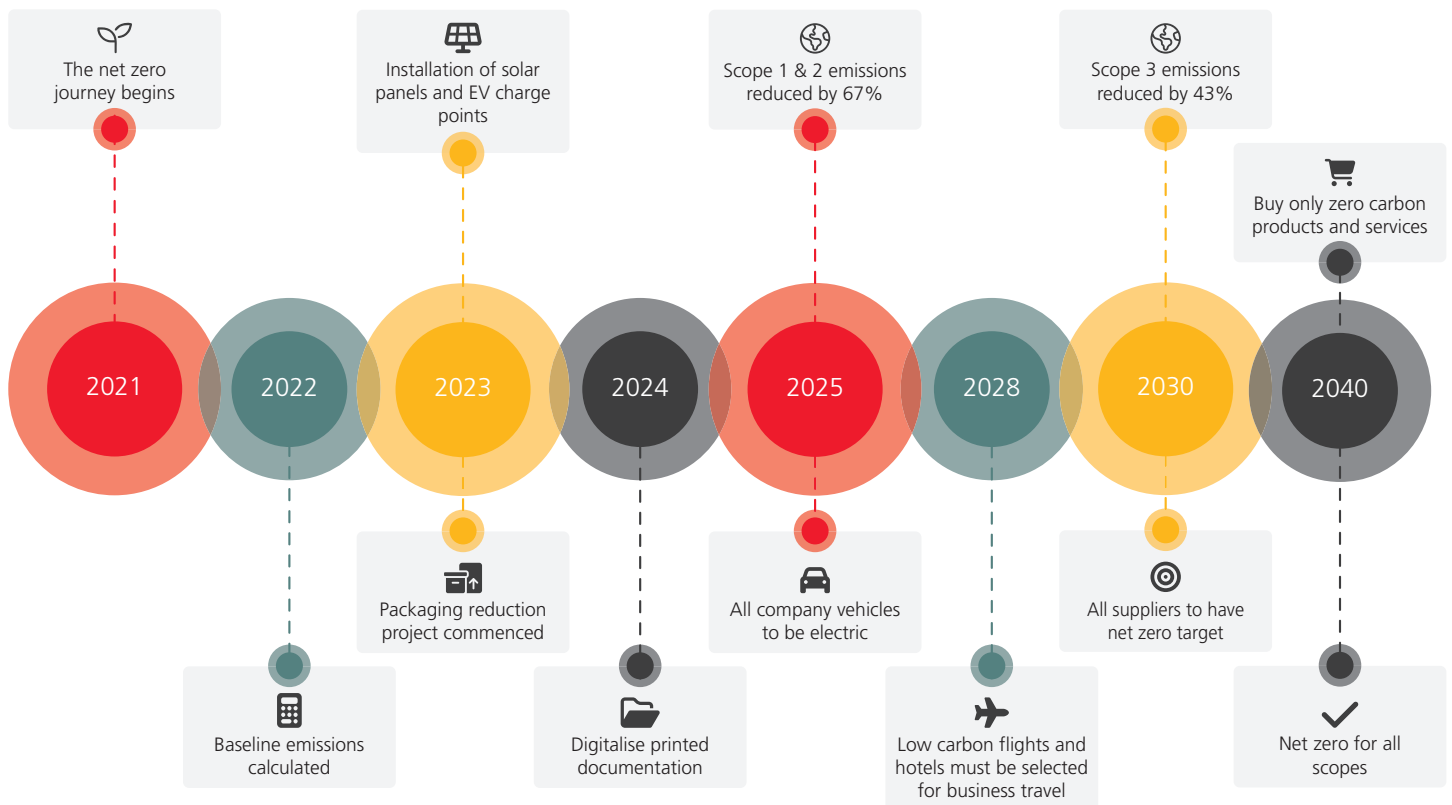 The net zero
journey begins
Installation of solar
panels and EV charge
points
Scope 1 & 2 emissions
reduced by 67%
Scope 3 emissions
reduced by 43%
Buy only zero carbon
products and services
2021
2022
2023
2024
2025
2028
2030
2040
Packaging reduction
project commenced
All company vehicles
to be electric
All suppliers to have
net zero target
Baseline emissions
calculated
Digitalise printed
documentation
Low carbon flights and
hotels must be selected
for business travel
Net zero for all
scopes